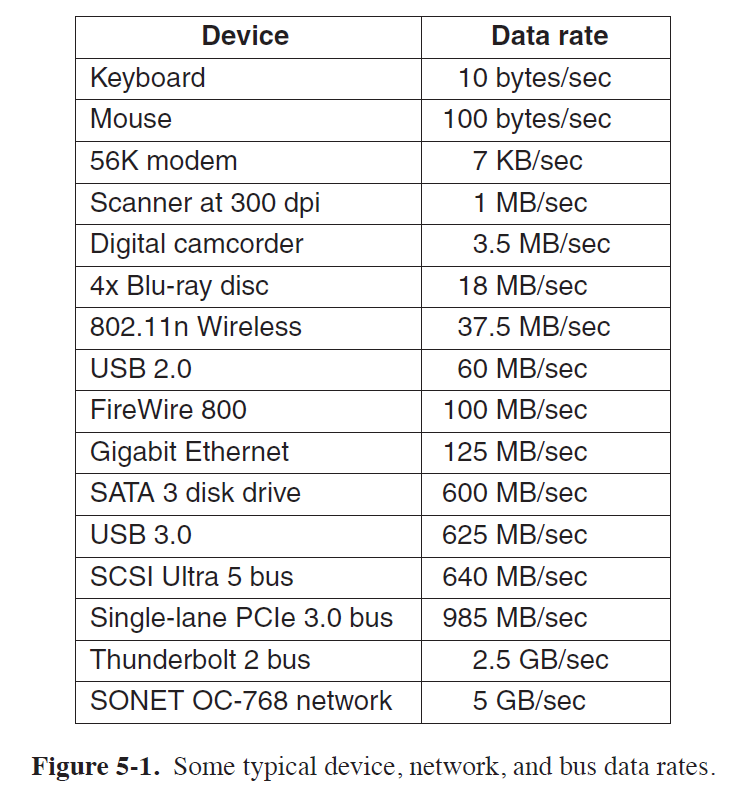 Device Data rate
Keyboard 10 bytes/sec
Mouse 100 bytes/sec
56K modem 7 KB/sec
Scanner at 300 dpi 1 MB/sec
Digital camcorder 3.5 MB/sec
4x Blu-ray disc 18 MB/sec
802.11n Wireless 37.5 MB/sec
USB 2.0 60 MB/sec
FireWire 800 100 MB/sec
Gigabit Ethernet 125 MB/sec
SATA 3 disk drive 600 MB/sec
USB 3.0 625 MB/sec
SCSI Ultra 5 bus 640 MB/sec
Single-lane PCIe 3.0 bus 985 MB/sec
Thunderbolt 2 bus 2.5 GB/sec
SONET OC-768 network 5 GB/sec
Figure 5-1. Some typical device, network, and bus data rates.